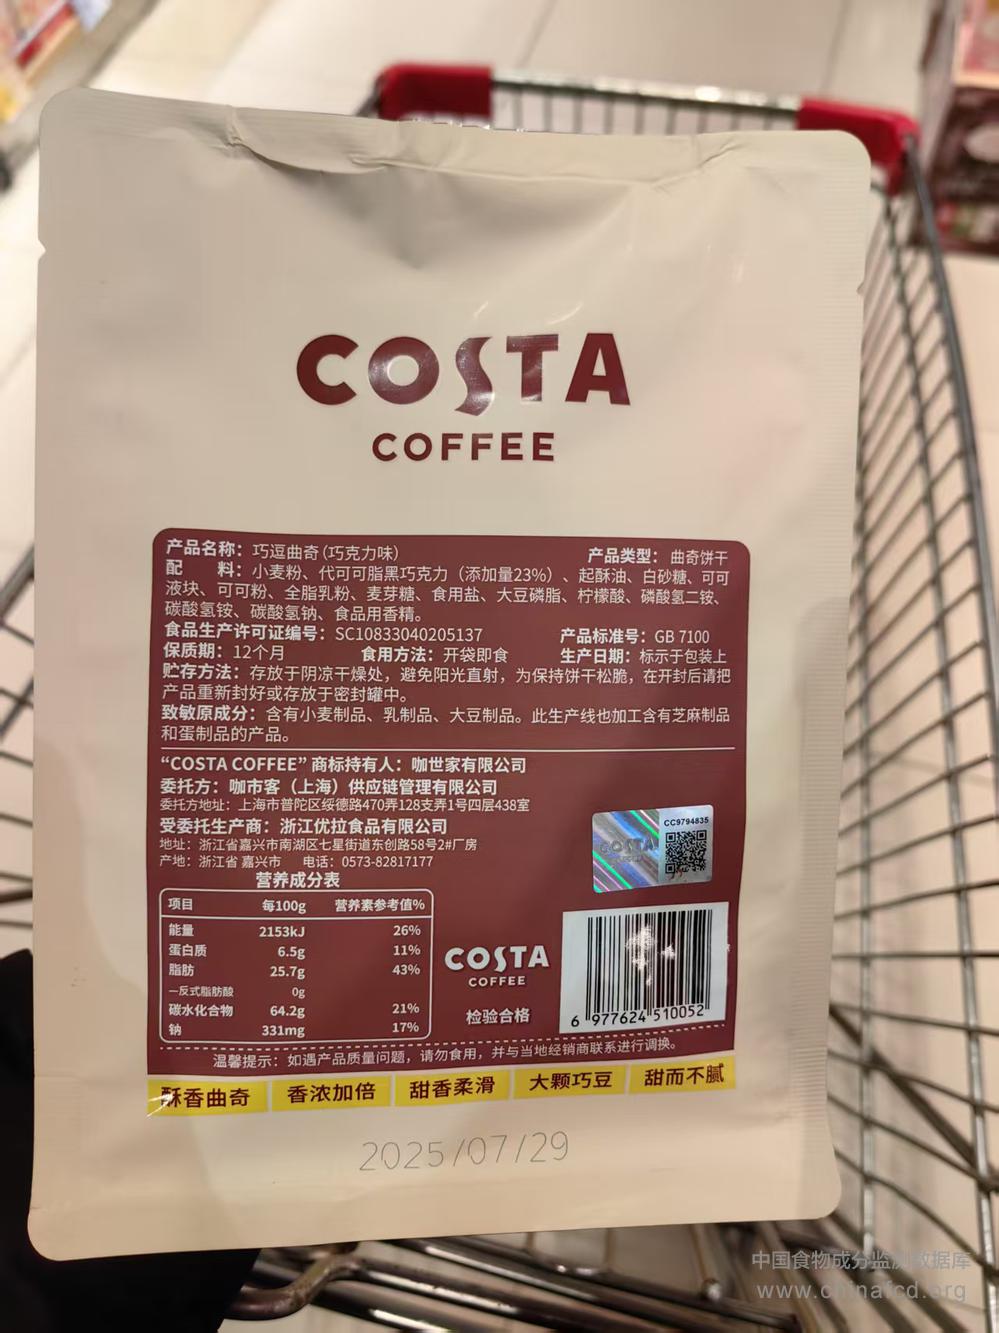 COSTA
COFFEE
产品名称：巧逗曲奇(巧克力味) 产品类型：曲奇饼干
配 料：小麦粉、代可可脂黑巧克力（添加量23%）、起酥油、白砂糖、可可
液块、可可粉、全脂乳粉、麦芽糖、食用盐、大豆磷脂、柠檬酸、磷酸氢二铵、
碳酸氢铵、碳酸氢钠、食品用香精。
食品生产许可证编号：SC10833040205137 产品标准号：GB 7100
保质期：12个月 食用方法：开袋即食 生产日期：标示于包装上
贮存方法：存放于阴凉干燥处，避免阳光直射，为保持饼干松脆，在开封后请把
产品重新封好或存放于密封罐中。
致敏原成分：含有小麦制品、乳制品、大豆制品。此生产线也加工含有芝麻制品
和蛋制品的产品。
“COSTA COFFEE”商标持有人：咖世家有限公司
委托方：咖市客（上海）供应链管理有限公司
委托方地址：上海市普陀区绥德路470弄128支弄1号四层438室
受委托生产商：浙江优拉食品有限公司
地址：浙江省嘉兴市南湖区七星街道东创路58号2#厂房
产地：浙江省 嘉兴市 电话：0573-82817177
CC9794835
COSTA
营养成分表
项目 每100g 营养素参考值%
能量 2153kJ 26%
蛋白质 6.5g 11%
脂肪 25.7g 43%
—反式脂肪酸 0g
碳水化合物 64.2g 21%
钠 331mg 17%
COSTA
COFFEE
检验合格
6 977624 510052
温馨提示：如遇产品质量问题，请勿食用，并与当地经销商联系进行调换。
酥香曲奇 香浓加倍 甜香柔滑 大颗巧豆 甜而不腻
2025/07/29
中国食物成分监测数据库
www.chinafcd.org